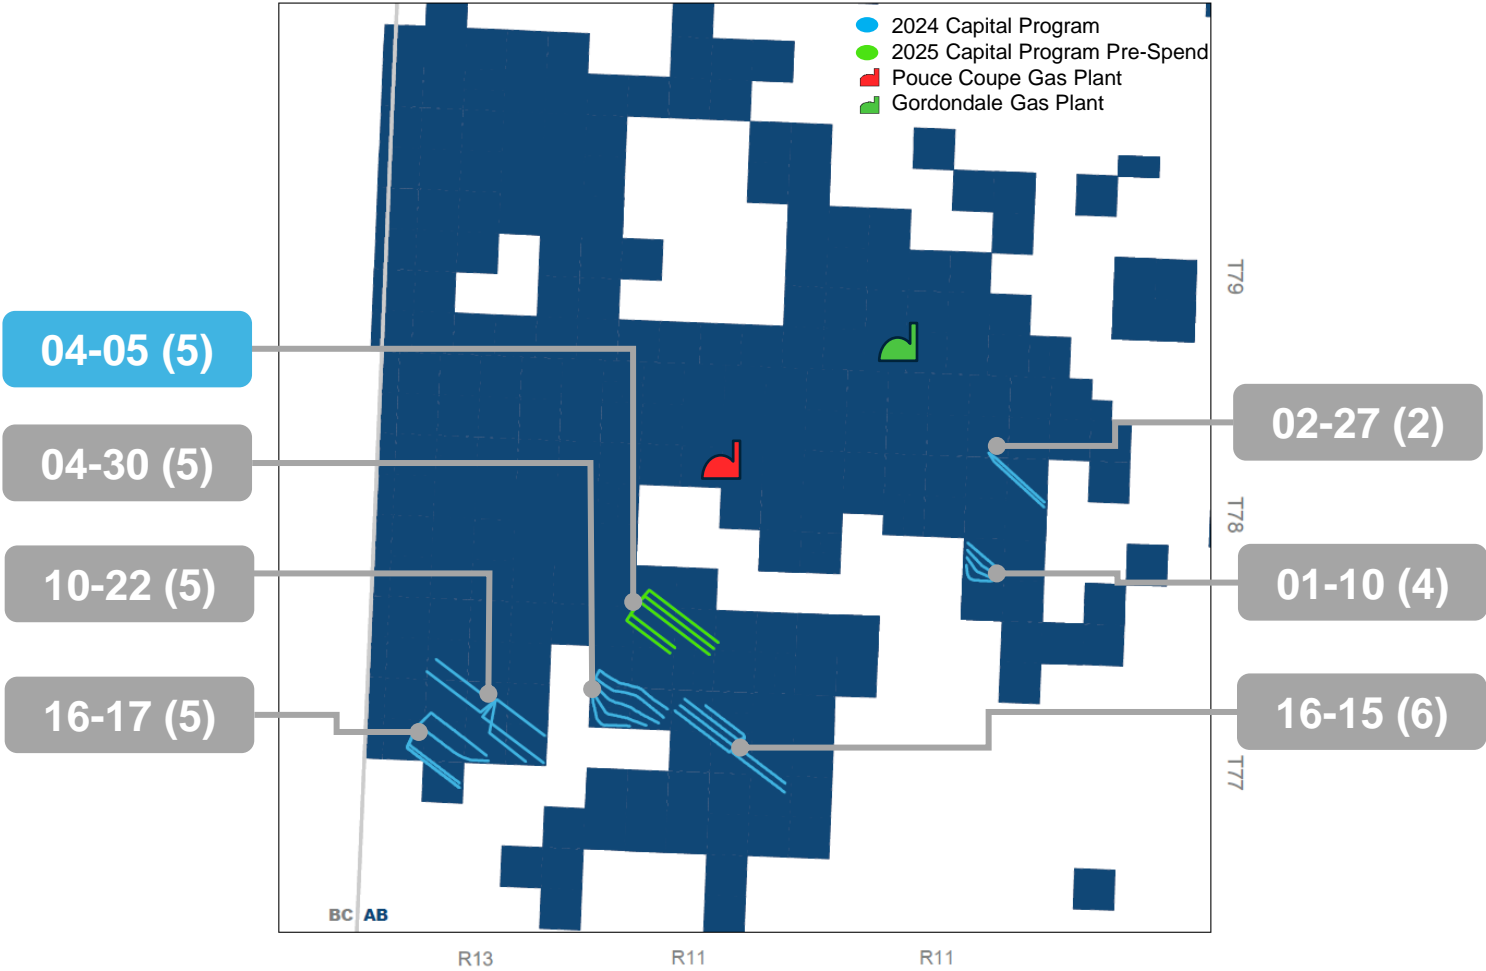 2024 Capital Program
2025 Capital Program Pre-Spend
Pouce Coupe Gas Plant
Gordondale Gas Plant
T79
04-05 (5)
02-27 (2)
04-30 (5)
T78
10-22 (5)
01-10 (4)
16-17 (5)
16-15 (6)
T77
BC AB
R13 R11 R11